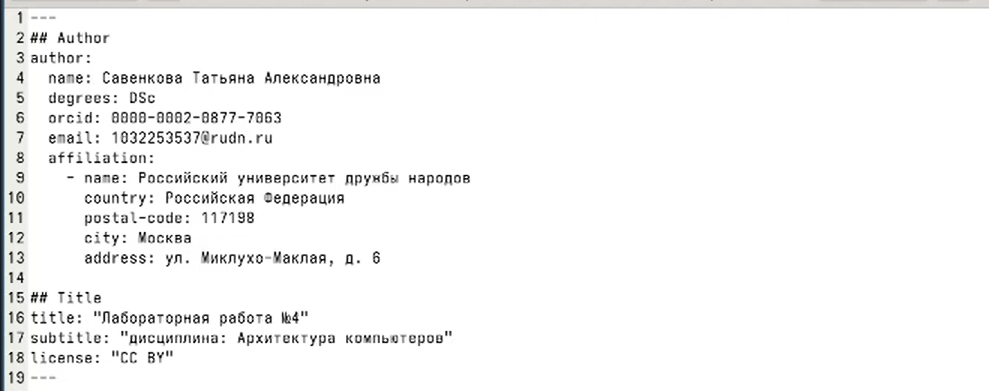 1 ---
2 ## Author
3 author:
4   name: Савенкова Татьяна Александровна
5   degrees: DSc
6   orcid: 0000-0002-0877-7063
7   email: 1032253537@rudn.ru
8   affiliation:
9     - name: Российский университет дружбы народов
10       country: Российская Федерация
11       postal-code: 117198
12       city: Москва
13       address: ул. Миклухо-Маклая, д. 6
14
15 ## Title
16 title: "Лабораторная работа №4"
17 subtitle: "дисциплина: Архитектура компьютеров"
18 license: "CC BY"
19 ---